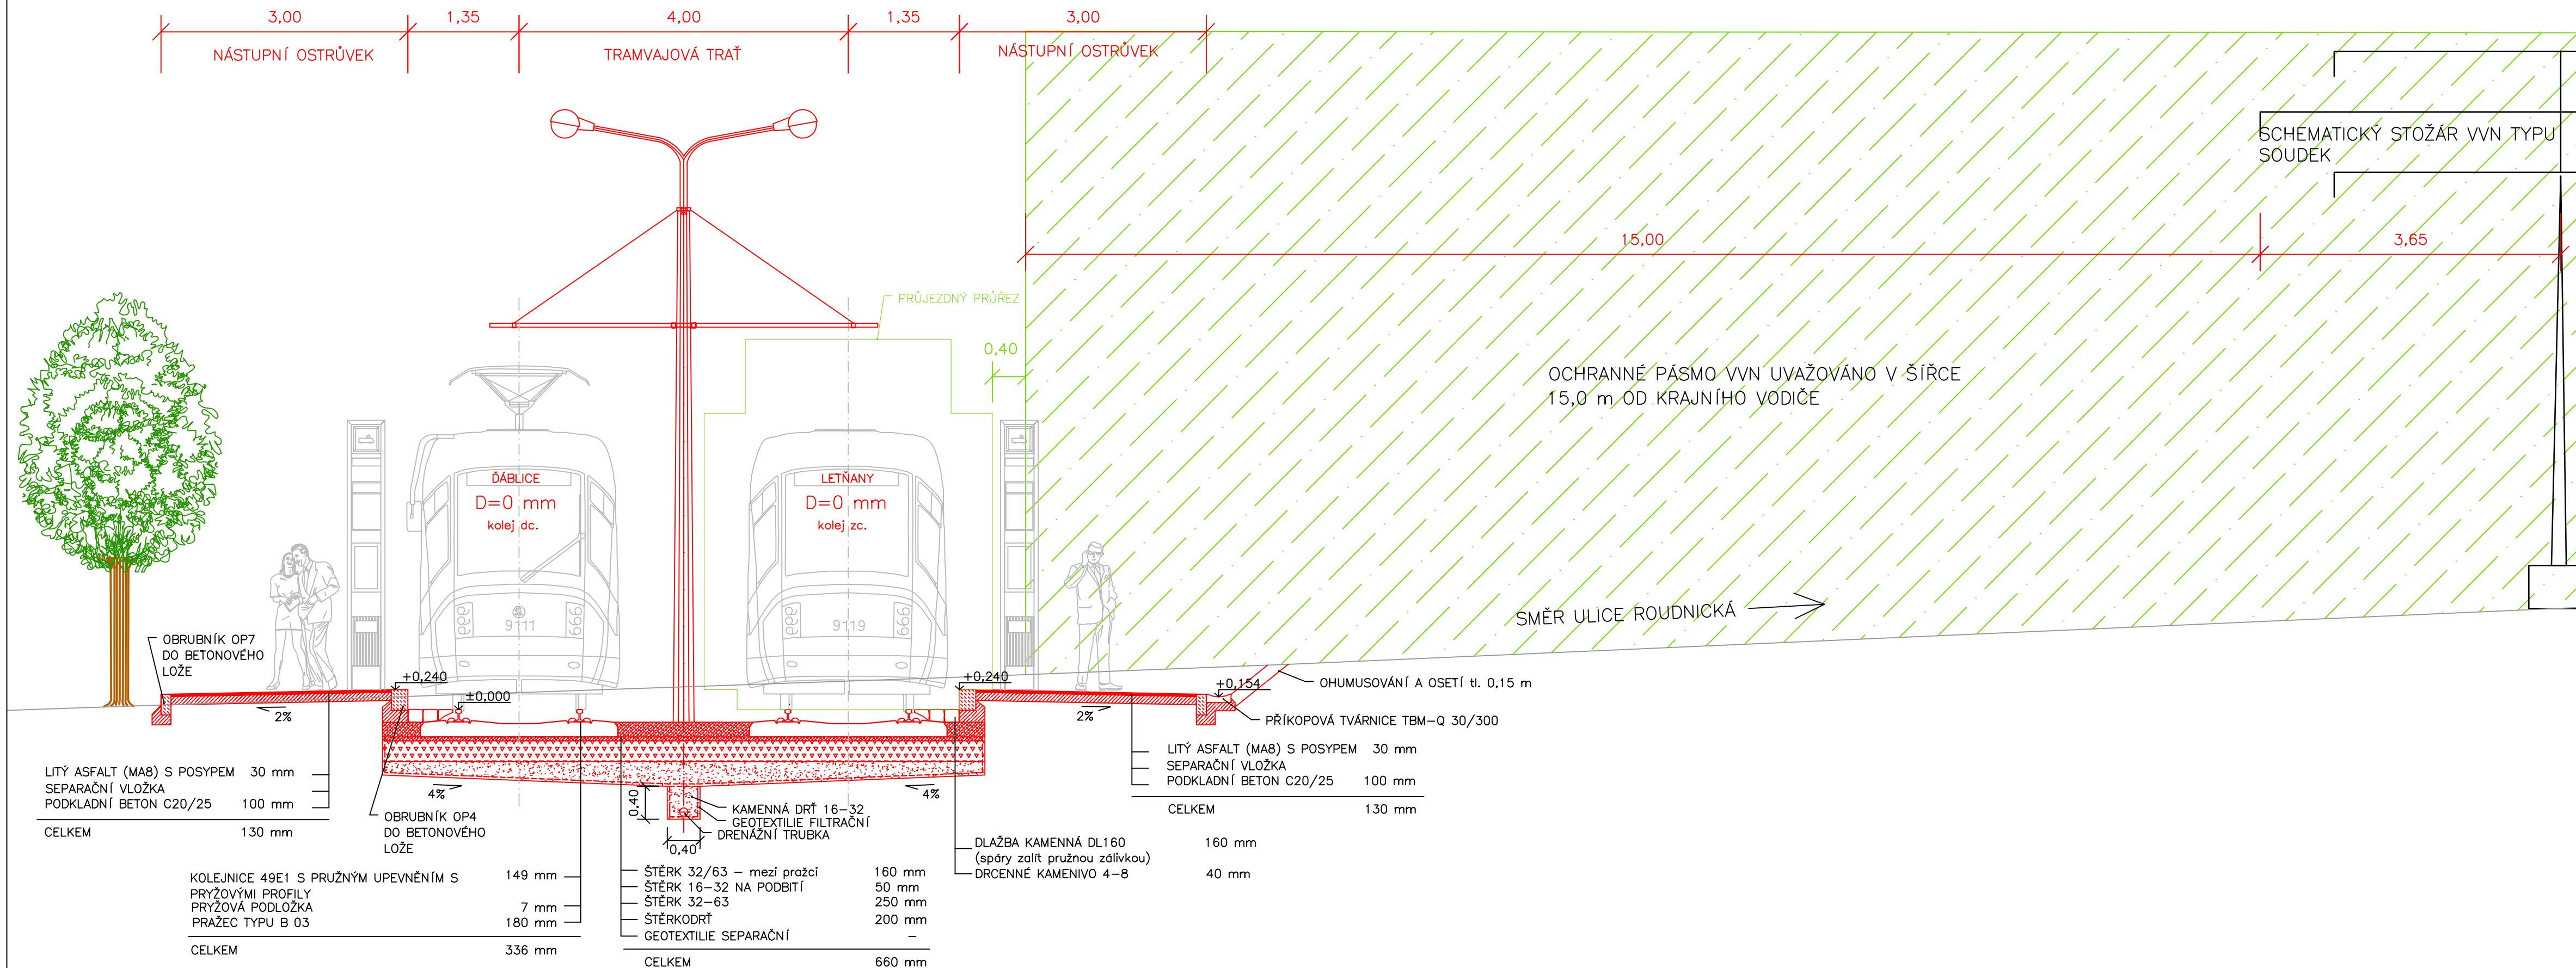 3,00 1,35 4,00 1,35 3,00
NÁSTUPNÍ OSTRŮVEK TRAMVAJOVÁ TRAŤ NÁSTUPNÍ OSTRŮVEK
SCHEMATICKÝ STOŽÁR VVN TYPU
SOUDEK
15,00 3,65
PRŮJEZDNÝ PRŮŘEZ
0,40
OCHRANNÉ PÁSMO VVN UVAŽOVÁNO V ŠÍŘCE
15,0 m OD KRAJNÍHO VODIČE
ĎÁBLICE
D=0 mm
kolej dc.
9111
LETŇANY
D=0 mm
kolej zc.
9119
SMĚR ULICE ROUDNICKÁ
OBRUBNÍK OP7
DO BETONOVÉHO
LOŽE
+0,240
±0,000
+0,240
+0,154
OHUMUSOVÁNÍ A OSETÍ tl. 0,15 m
PŘÍKOPOVÁ TVÁRNICE TBM-Q 30/300
2%
2%
LITÝ ASFALT (MA8) S POSYPEM 30 mm
SEPARAČNÍ VLOŽKA
PODKLADNÍ BETON C20/25 100 mm
CELKEM 130 mm
LITÝ ASFALT (MA8) S POSYPEM 30 mm
SEPARAČNÍ VLOŽKA
PODKLADNÍ BETON C20/25 100 mm
CELKEM 130 mm
4%
4%
0,40
0,40
OBRUBNÍK OP4
DO BETONOVÉHO
LOŽE
KAMENNÁ DRŤ 16-32
GEOTEXTILIE FILTRAČNÍ
DRENÁŽNÍ TRUBKA
DLAŽBA KAMENNÁ DL160 160 mm
(spáry zalít pružnou zálivkou)
DRCENNÉ KAMENIVO 4-8 40 mm
KOLEJNICE 49E1 S PRUŽNÝM UPEVNĚNÍM S 149 mm
PRYŽOVÝMI PROFILY
PRYŽOVÁ PODLOŽKA 7 mm
PRAŽEC TYPU B 03 180 mm
CELKEM 336 mm
ŠTĚRK 32/63 – mezi pražci 160 mm
ŠTĚRK 16-32 NA PODBITÍ 50 mm
ŠTĚRK 32-63 250 mm
ŠTĚRKODRŤ 200 mm
GEOTEXTILIE SEPARAČNÍ –
CELKEM 660 mm